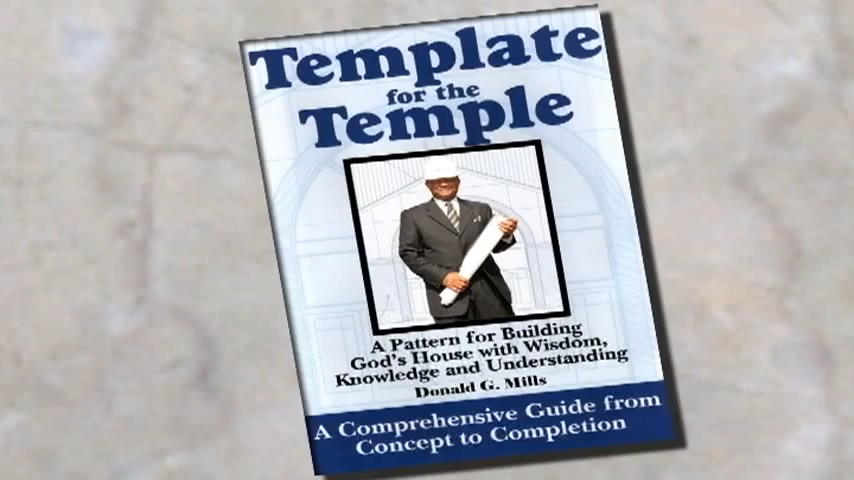 Template
for the
Temple
A Pattern for Building
God's House with Wisdom,
Knowledge and Understanding
Donald G. Mills
A Comprehensive Guide from
Concept to Completion